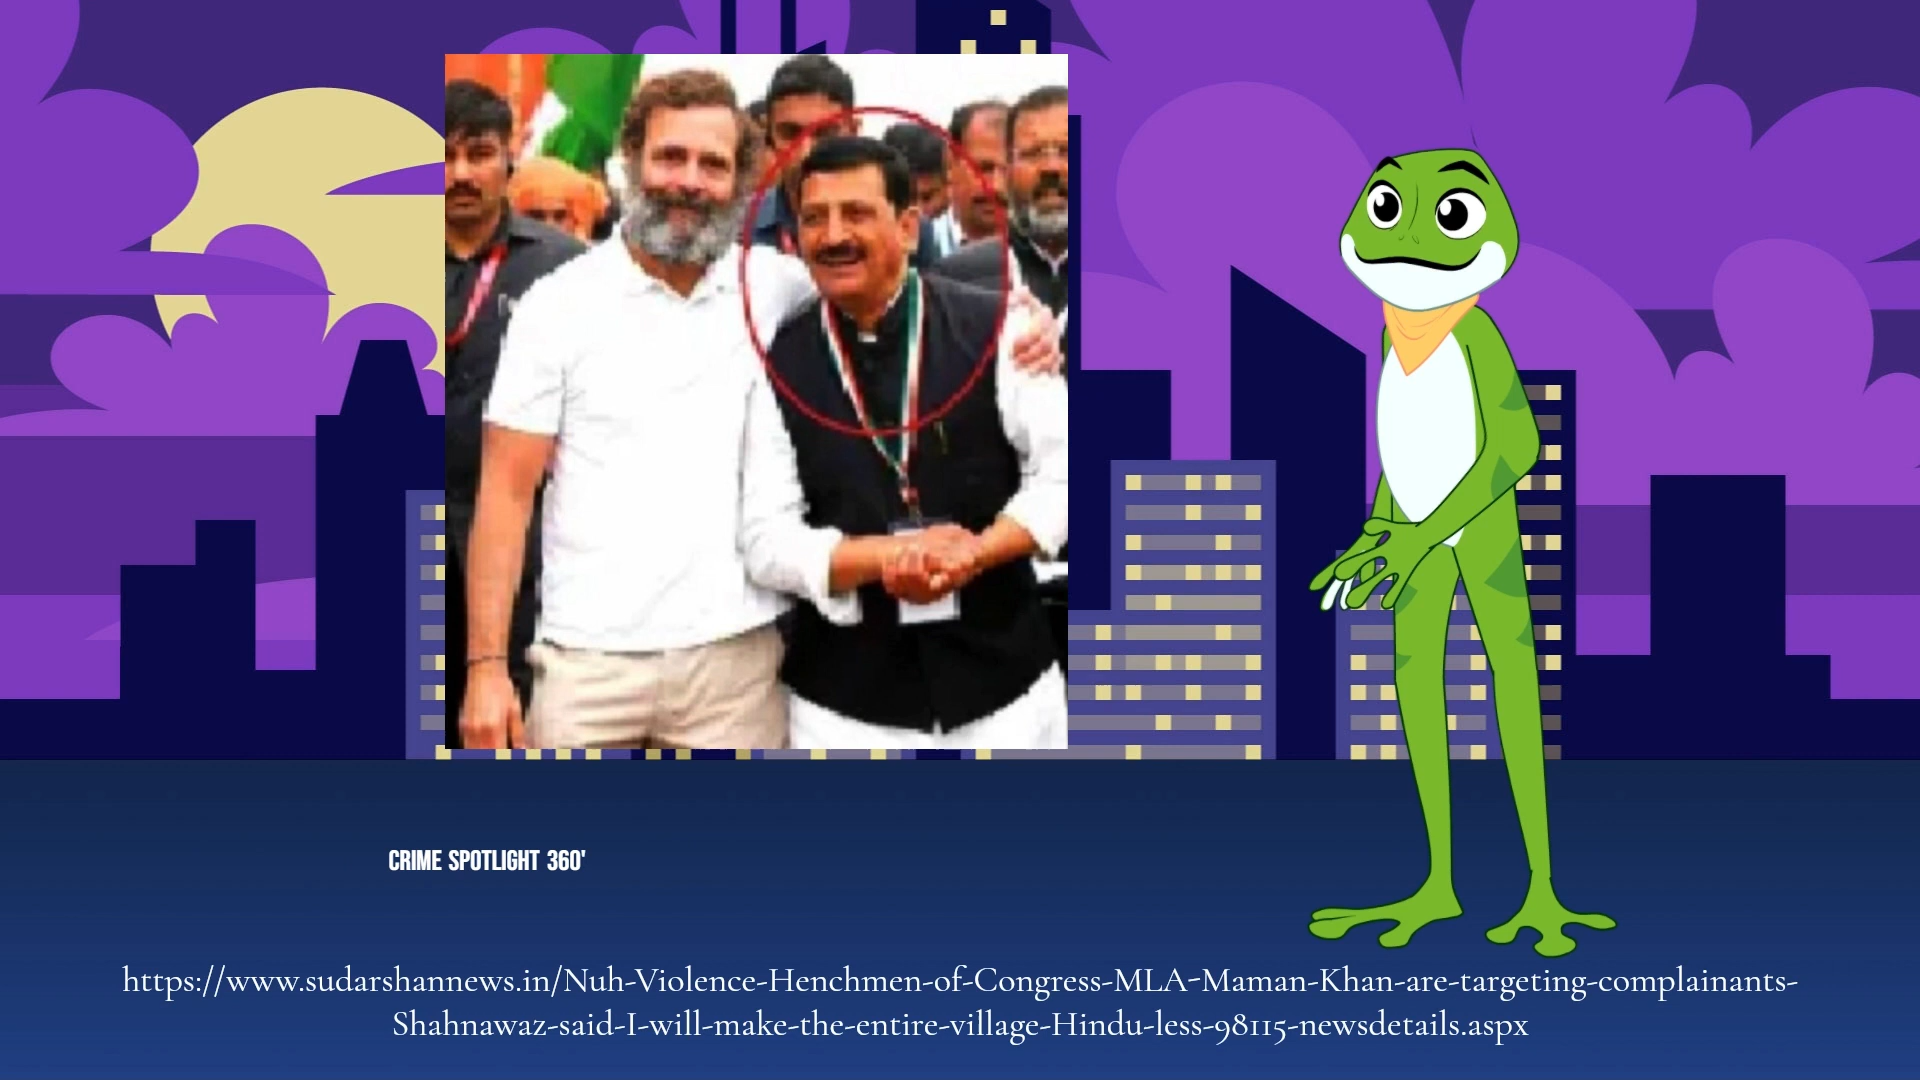 CRIME SPOTLIGHT 360'
https://www.sudarshannews.in/Nuh-Violence-Henchmen-of-Congress-MLA-Maman-Khan-are-targeting-complainants-
Shahnawaz-said-I-will-make-the-entire-village-Hindu-less-98115-newsdetails.aspx